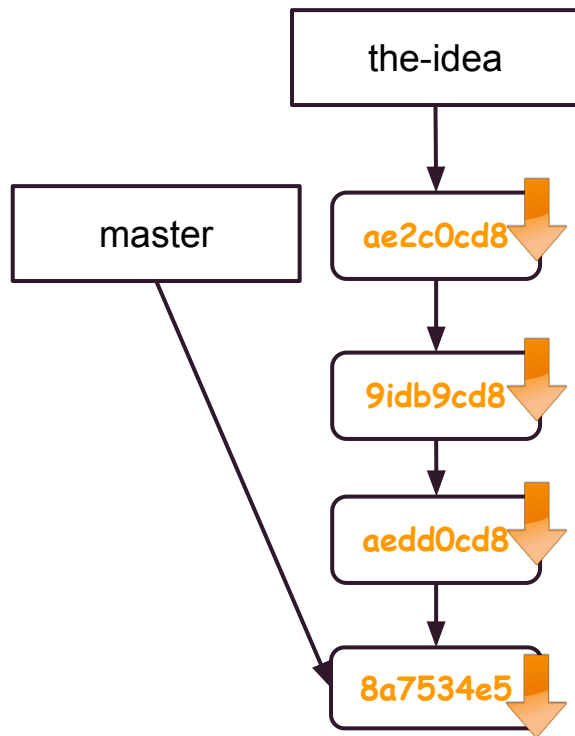 the-idea
master
ae2c0cd8
9idb9cd8
aedd0cd8
8a7534e5